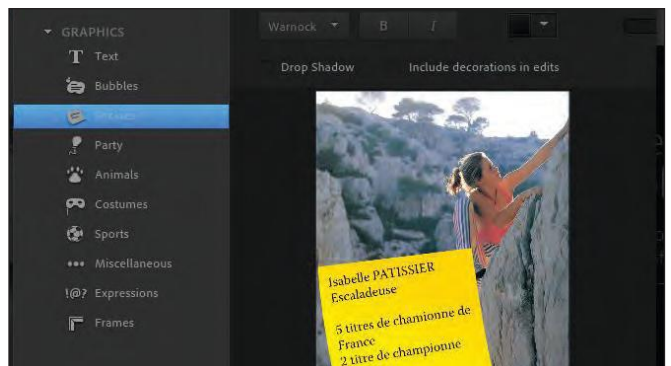 GRAPHICS
Text
Bubbles
Party
Animals
Costumes
Sports
Miscellaneous
!@? Expressions
Frames
Warnock
B I
Drop Shadow
Include decorations in edits
Isabelle PATISSIER
Escaladeuse
5 titres de chamionne de
France
2 titre de championne